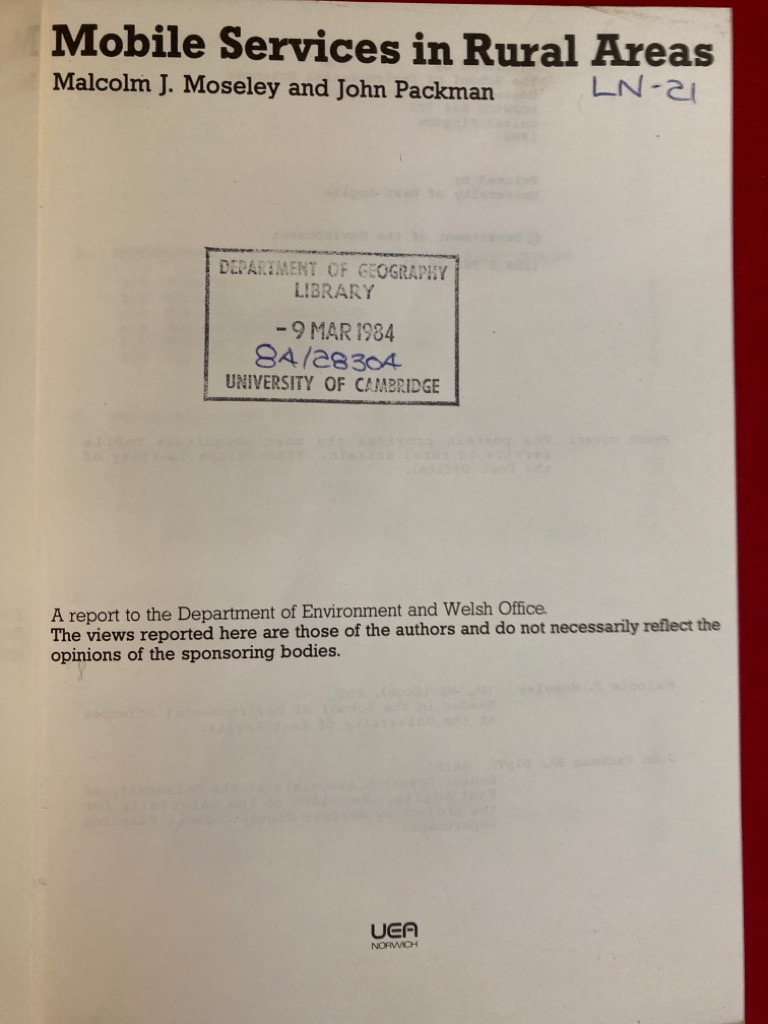 Mobile Services in Rural Areas
Malcolm J. Moseley and John Packman
LN-21
DEPARTMENT OF GEOGRAPHY
LIBRARY
- 9 MAR 1984
84/28304
UNIVERSITY OF CAMBRIDGE
A report to the Department of Environment and Welsh Office.
The views reported here are those of the authors and do not necessarily reflect the
opinions of the sponsoring bodies.
UEA
NORWICH